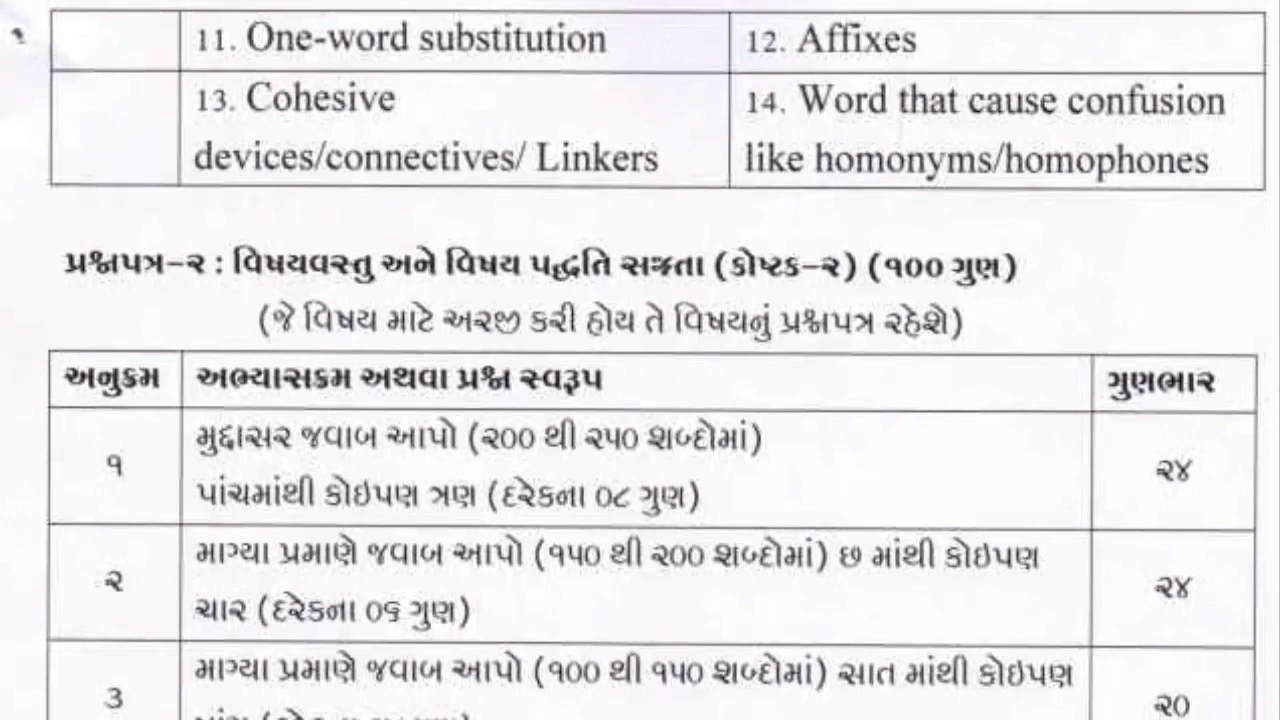 11. One-word substitution
12. Affixes
13. Cohesive
devices/connectives/ Linkers
14. Word that cause confusion
like homonyms/homophones
પ્રશ્નપત્ર-૨ : વિષયવસ્તુ અને વિષય પદ્ધતિ સજ્જતા (કોષ્ટક-૨) (૧૦૦ ગુણ)
(જે વિષય માટે અરજી કરી હોય તે વિષયનું પ્રશ્નપત્ર રહેશે)
અનુક્રમ અભ્યાસક્રમ અથવા પ્રશ્ન સ્વરૂપ ગુણભાર
૧
મુદ્દાસર જવાબ આપો (૨૦૦ થી ૨૫૦ શબ્દોમાં)
પાંચમાંથી કોઇપણ ત્રણ (દરેકના ૦૮ ગુણ)
૨૪
૨
માગ્યા પ્રમાણે જવાબ આપો (૧૫૦ થી ૨૦૦ શબ્દોમાં) છ માંથી કોઇપણ
ચાર (દરેકના ૦૬ ગુણ)
૨૪
૩
માગ્યા પ્રમાણે જવાબ આપો (૧૦૦ થી ૧૫૦ શબ્દોમાં) સાત માંથી કોઇપણ
૨૦